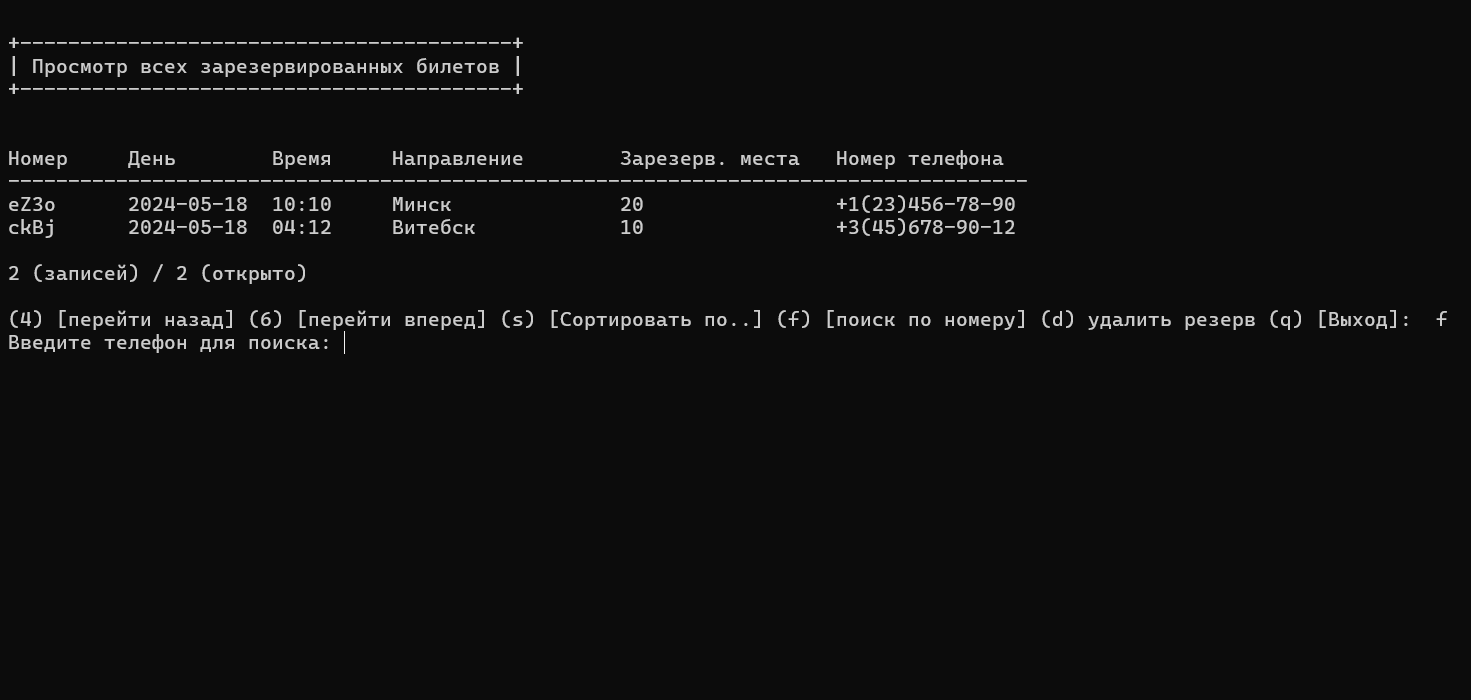 +-----------------------------------------+
| Просмотр всех зарезервированных билетов |
+-----------------------------------------+
Номер     День        Время     Направление        Зарезерв. места   Номер телефона
-------------------------------------------------------------------------------------
eZ3o      2024-05-18  10:10     Минск              20                +1(23)456-78-90
ckBj      2024-05-18  04:12     Витебск            10                +3(45)678-90-12
2 (записей) / 2 (открыто)
(4) [перейти назад] (6) [перейти вперед] (s) [Сортировать по..] (f) [поиск по номеру] (d) удалить резерв (q) [Выход]:  f
Введите телефон для поиска: